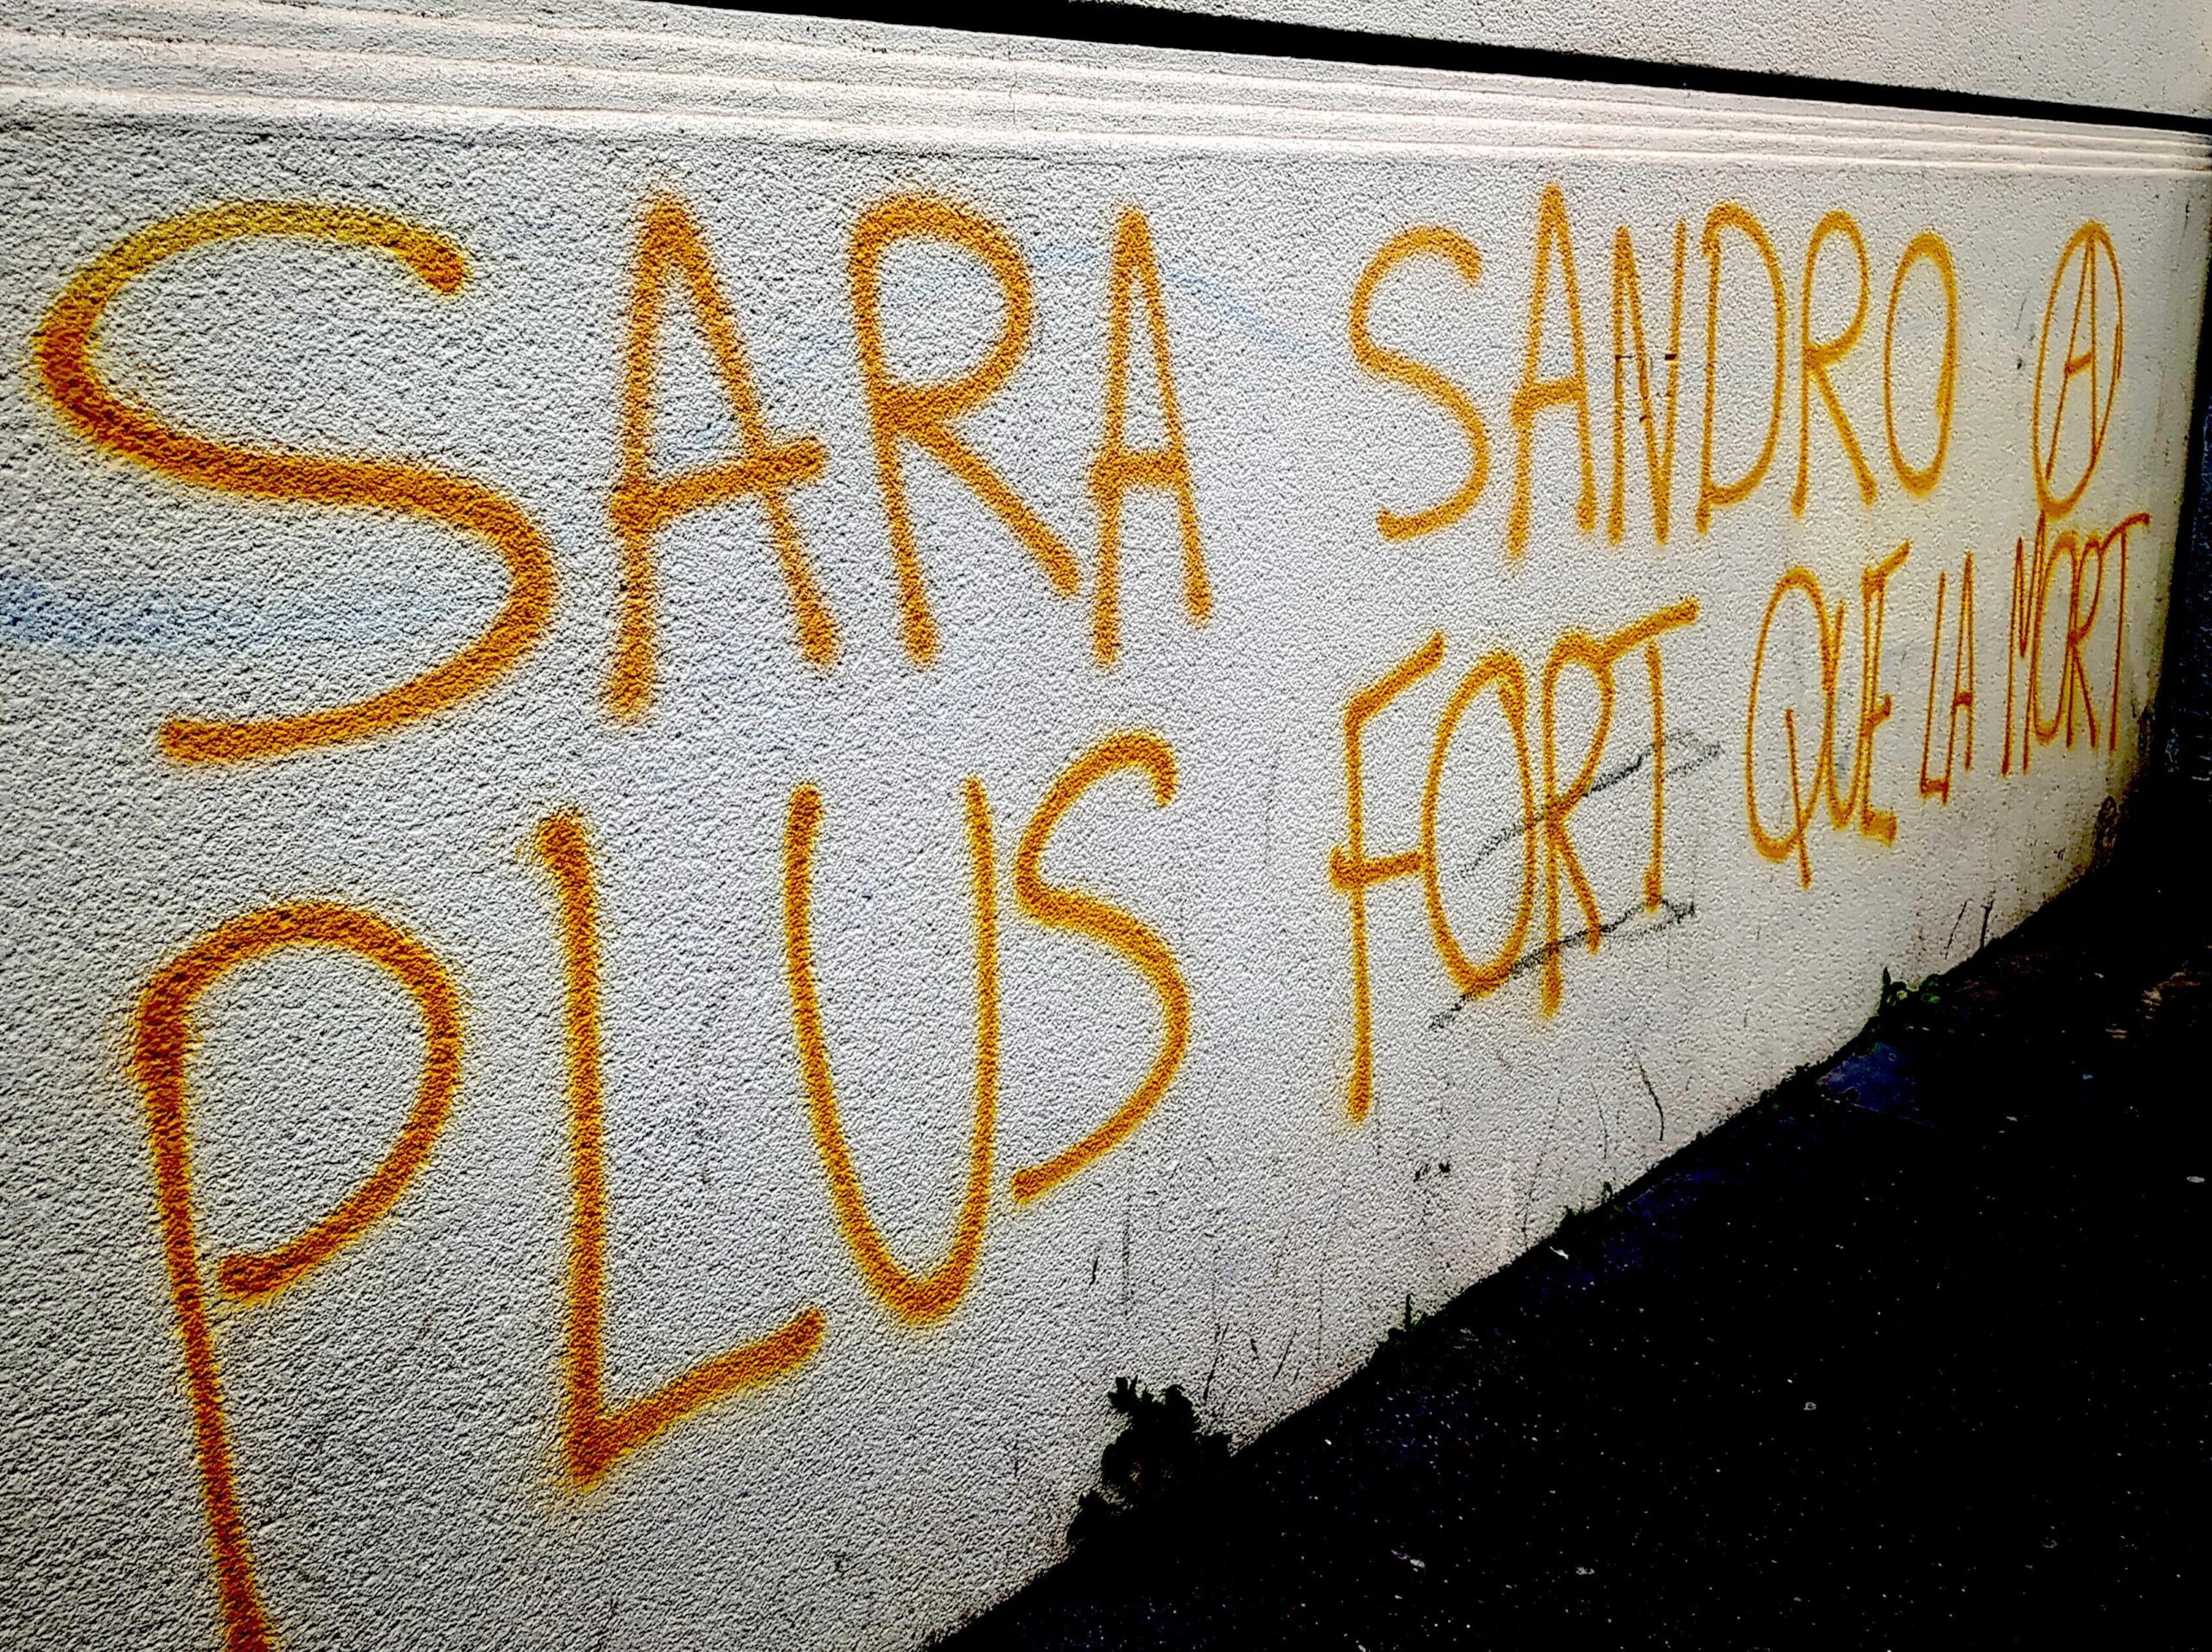 SARA SANDRO Ⓐ
PLUS FORT QUE LA MORT